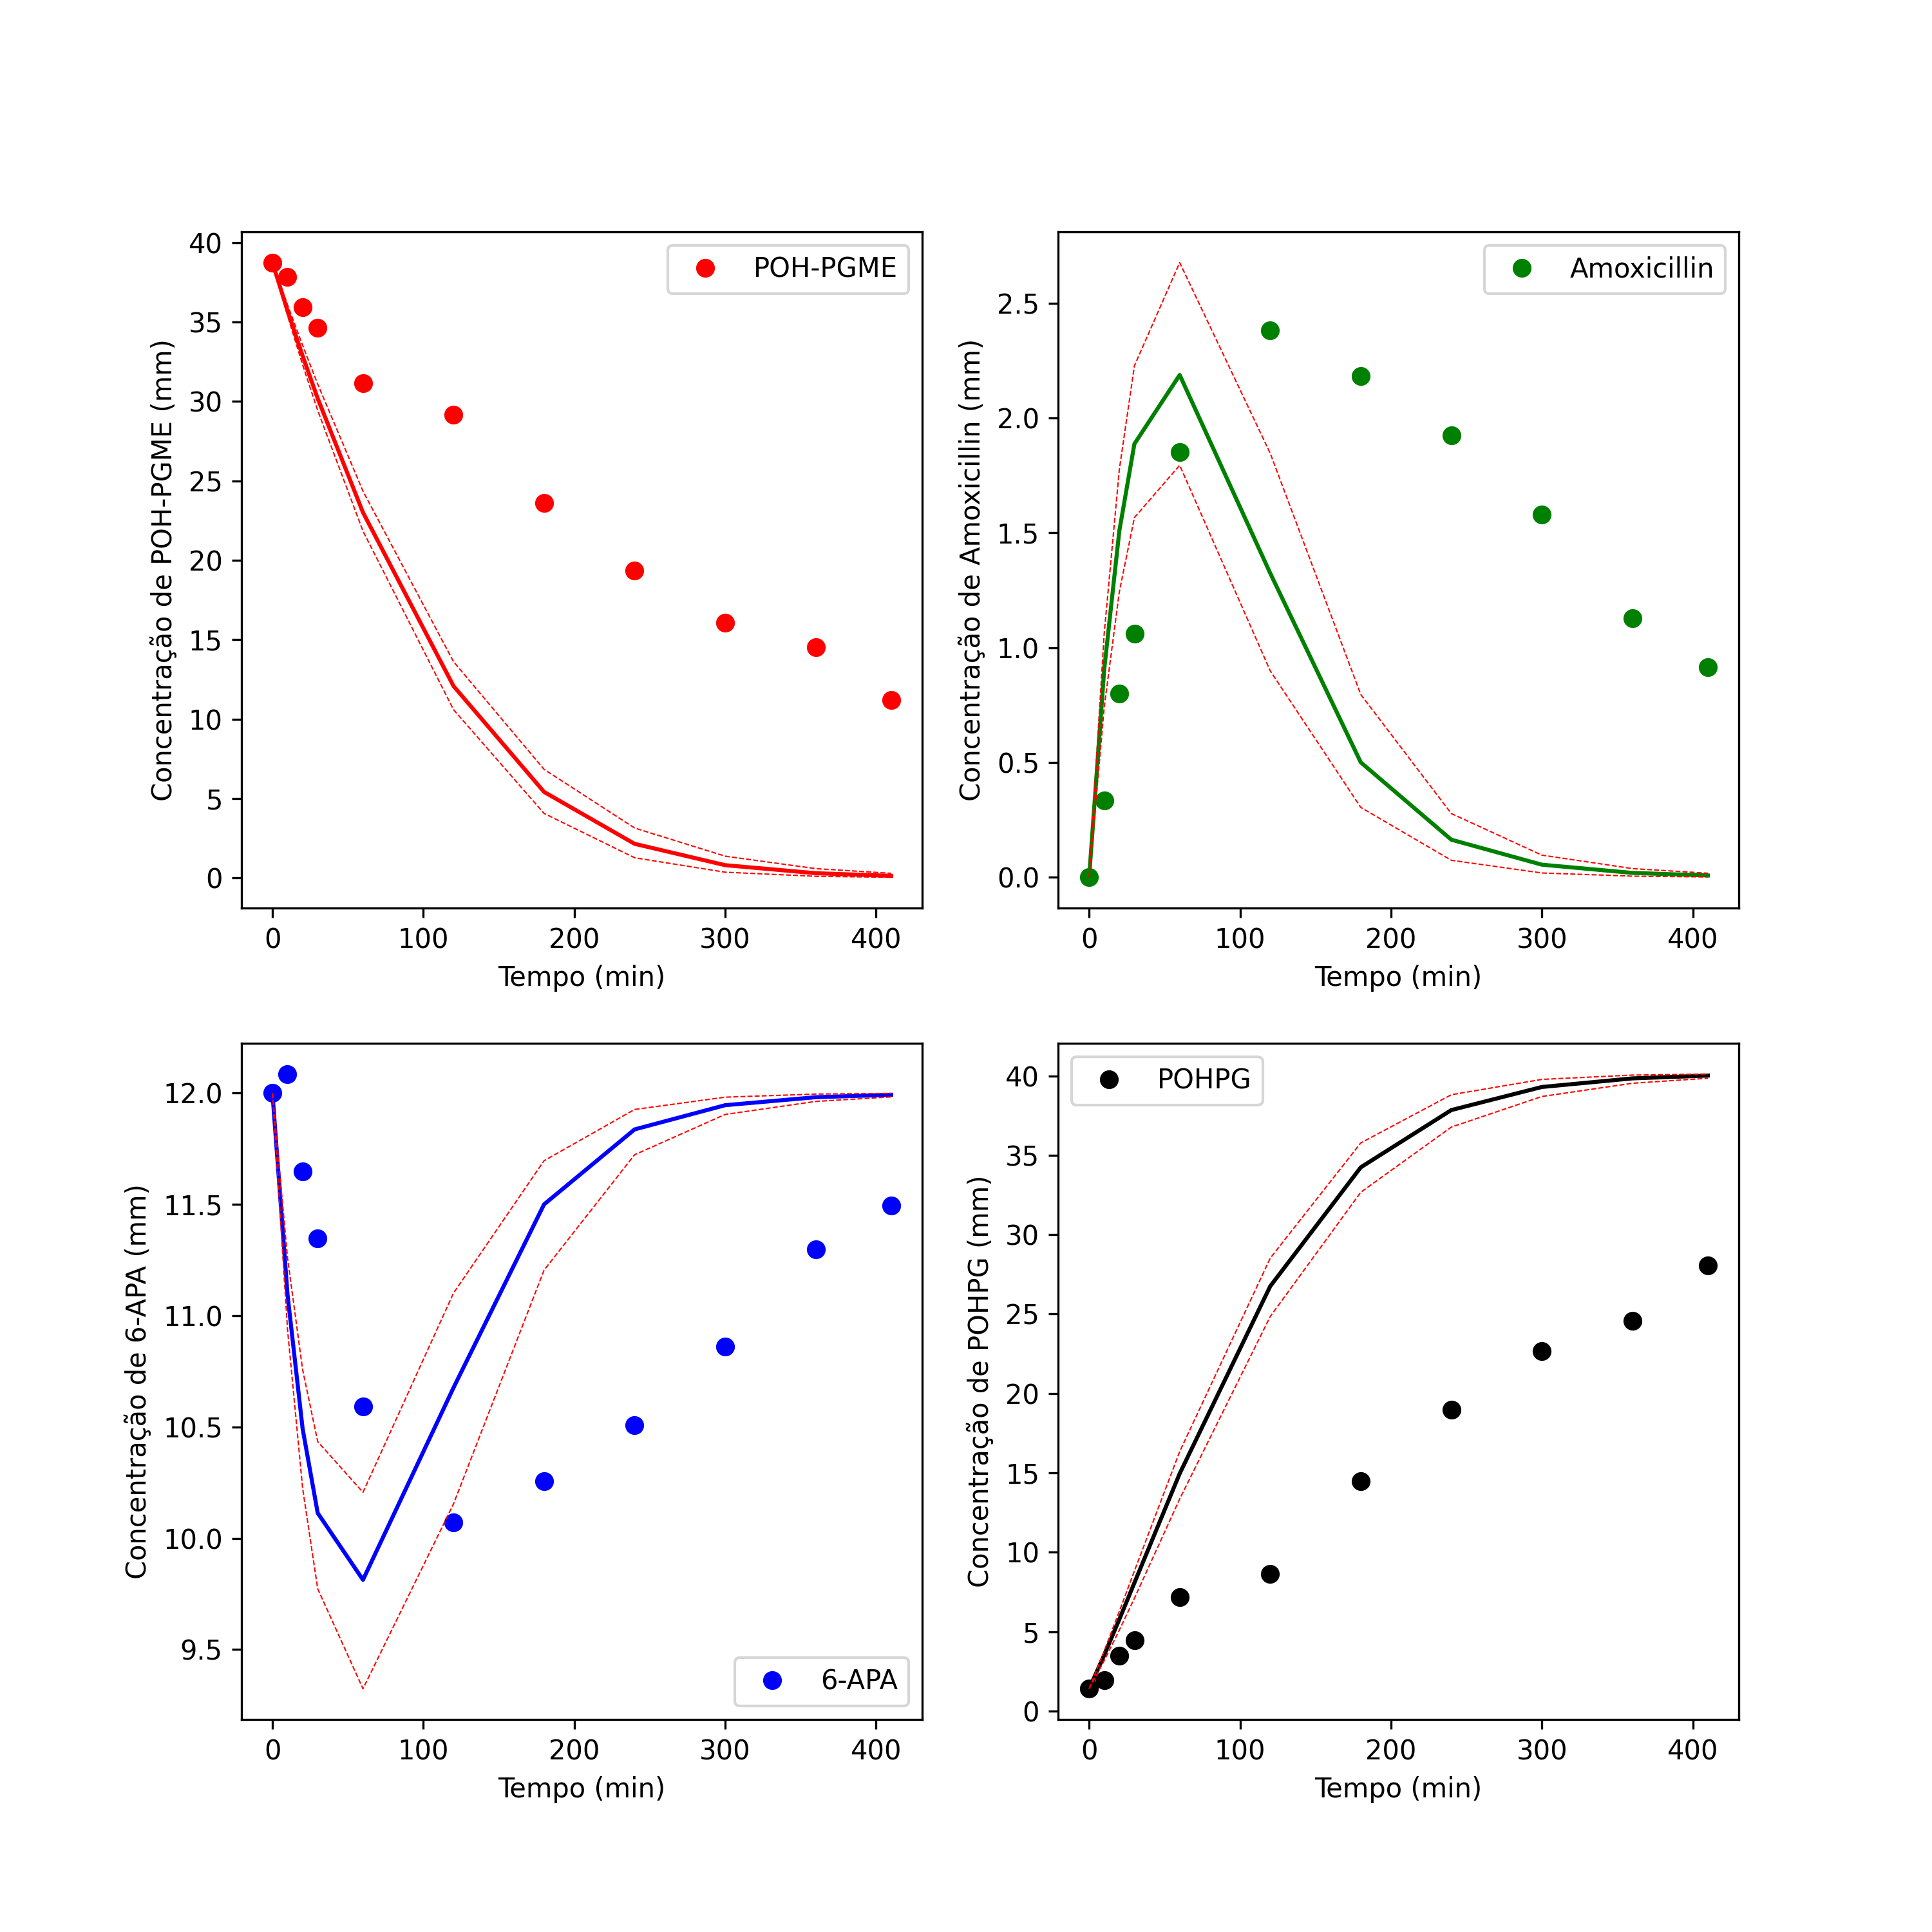 40
35
30
25
20
15
10
5
0
Concentração de POH-PGME (mm)
POH-PGME
0 100 200 300 400
Tempo (min)
2.5
2.0
1.5
1.0
0.5
0.0
Concentração de Amoxicillin (mm)
Amoxicillin
0 100 200 300 400
Tempo (min)
12.0
11.5
11.0
10.5
10.0
9.5
Concentração de 6-APA (mm)
6-APA
0 100 200 300 400
Tempo (min)
40
35
30
25
20
15
10
5
0
Concentração de POHPG (mm)
POHPG
0 100 200 300 400
Tempo (min)